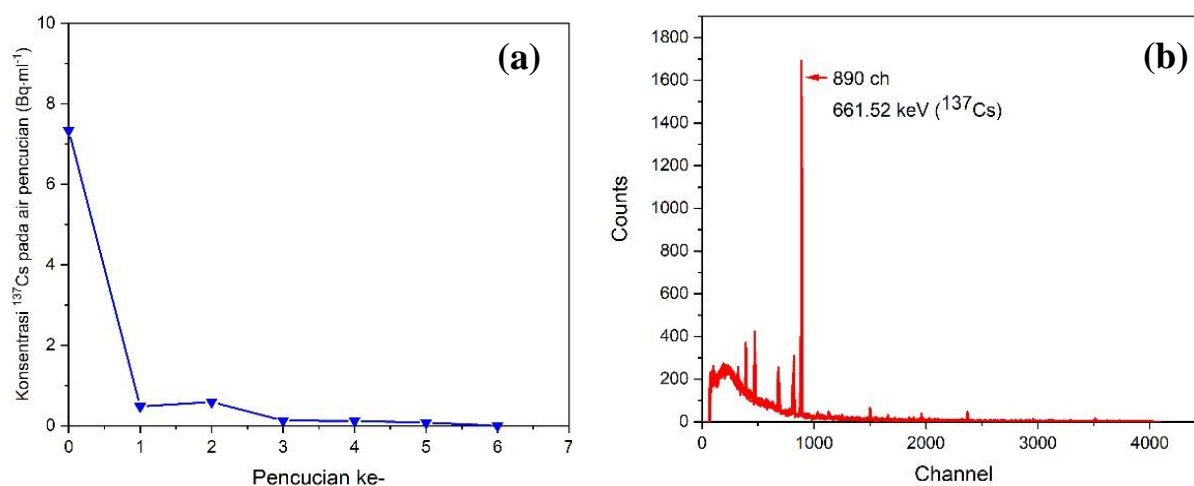 (a)
Konsentrasi ¹³⁷Cs pada air pencucian (Bq·ml⁻¹)
10
8
6
4
2
0
0 1 2 3 4 5 6 7
Pencucian ke-
(b)
890 ch
661.52 keV (¹³⁷Cs)
Counts
1800
1600
1400
1200
1000
800
600
400
200
0
0 1000 2000 3000 4000
Channel